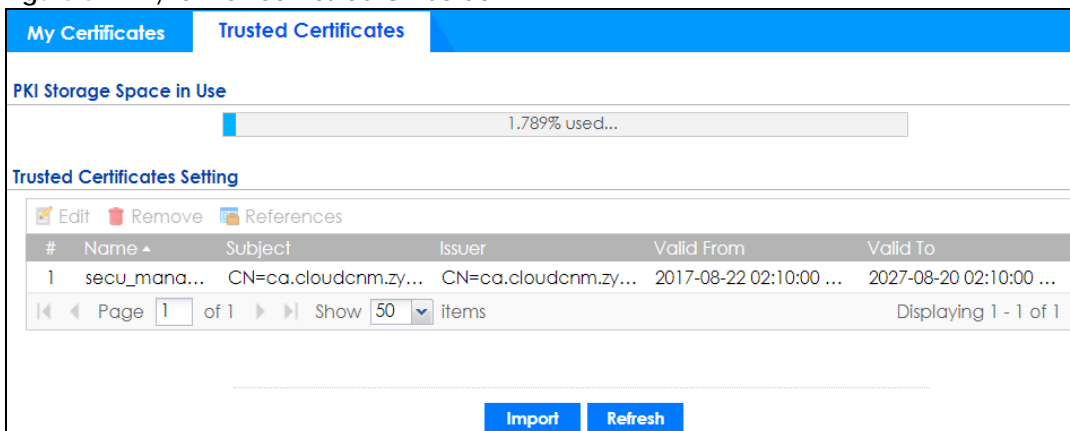 My Certificates Trusted Certificates
PKI Storage Space in Use
1.789% used...
Trusted Certificates Setting
Edit Remove References
# Name Subject Issuer Valid From Valid To
1 secu_mana... CN=ca.cloudcnm.zy... CN=ca.cloudcnm.zy... 2017-08-22 02:10:00 ... 2027-08-20 02:10:00 ...
Page 1 of 1 Show 50 items Displaying 1 - 1 of 1
Import Refresh